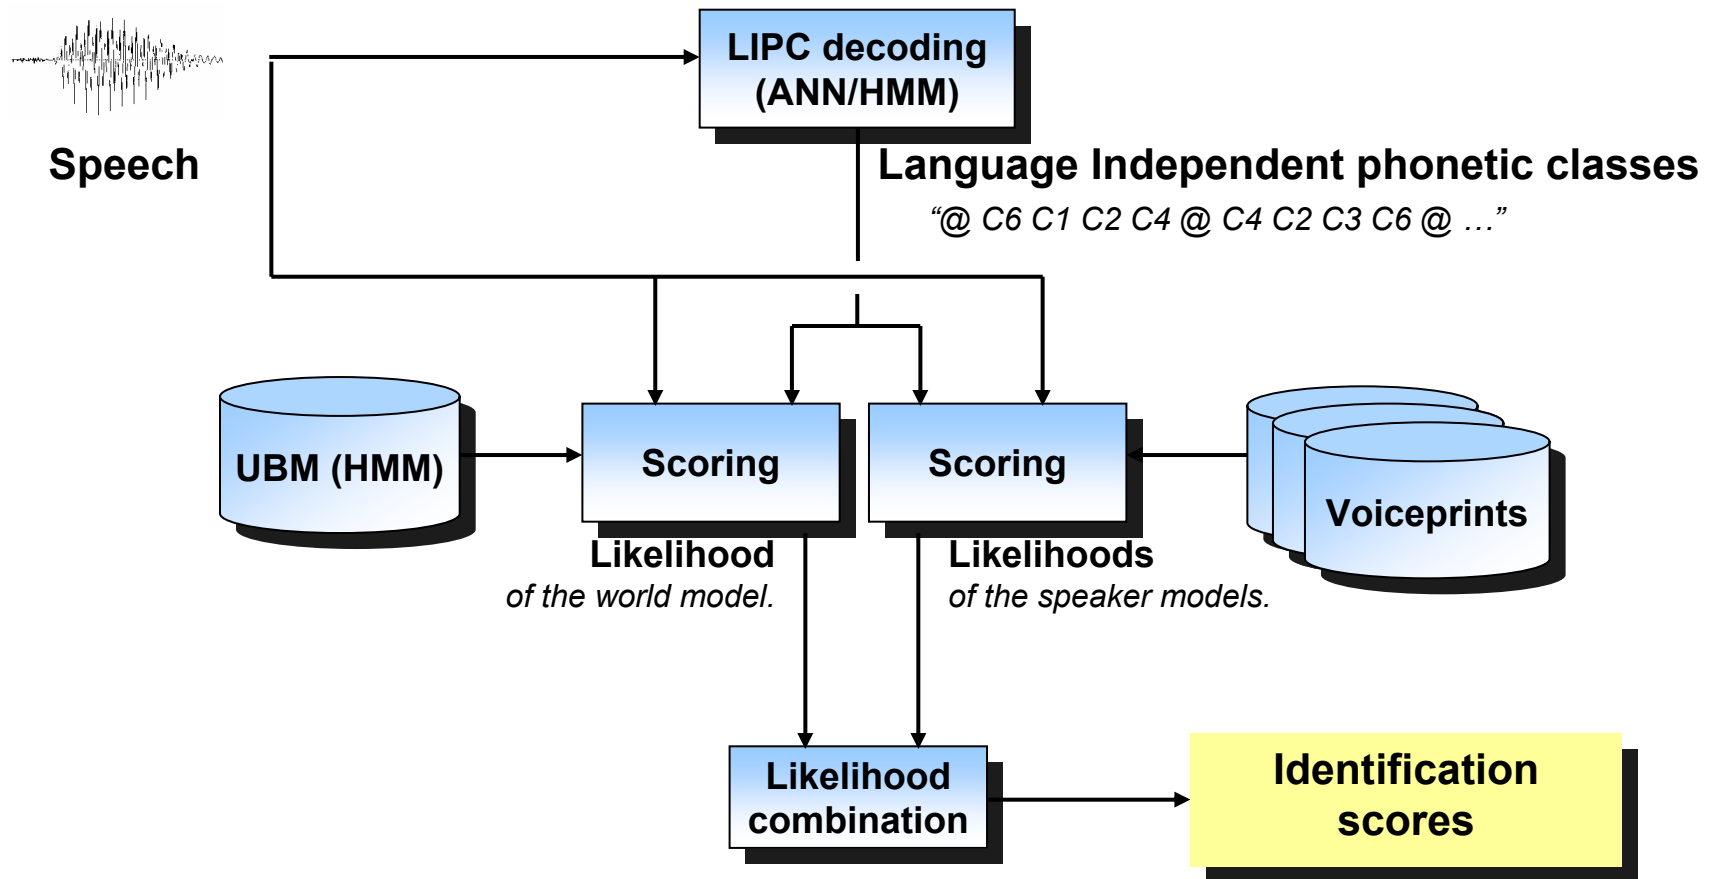 LIPC decoding
(ANN/HMM)
Speech
Language Independent phonetic classes
“@ C6 C1 C2 C4 @ C4 C2 C3 C6 @ …”
UBM (HMM)
Scoring
Scoring
Voiceprints
Likelihood
of the world model.
Likelihoods
of the speaker models.
Likelihood
combination
Identification
scores